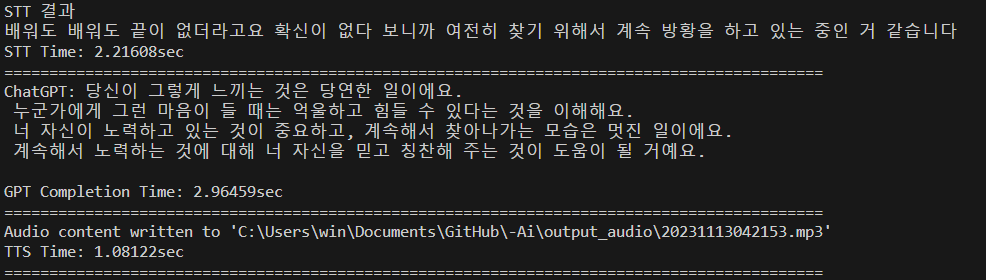 STT 결과
배워도 배워도 끝이 없더라고요 확신이 없다 보니까 여전히 찾기 위해서 계속 방황을 하고 있는 중인 거 같습니다
STT Time: 2.21608sec
===========================================================================================
ChatGPT: 당신이 그렇게 느끼는 것은 당연한 일이에요.
누군가에게 그런 마음이 들 때는 억울하고 힘들 수 있다는 것을 이해해요.
너 자신이 노력하고 있는 것이 중요하고, 계속해서 찾아나가는 모습은 멋진 일이에요.
계속해서 노력하는 것에 대해 너 자신을 믿고 칭찬해 주는 것이 도움이 될 거예요.
GPT Completion Time: 2.96459sec
===========================================================================================
Audio content written to 'C:\Users\win\Documents\GitHub\-Ai\output_audio\20231113042153.mp3'
TTS Time: 1.08122sec
===========================================================================================